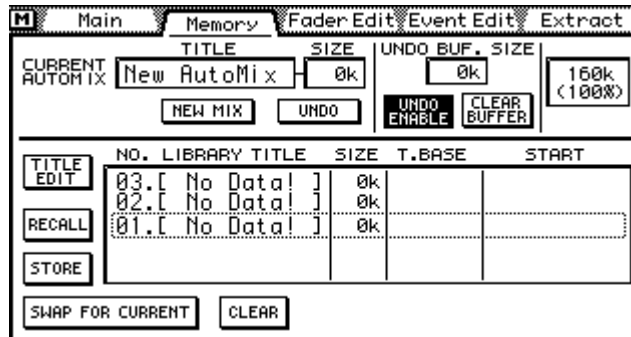 M Main Memory Fader Edit Event Edit Extract
TITLE SIZE UNDO BUF. SIZE
CURRENT
AUTOMIX New AutoMix 0k 0k 160k
(100%)
NEW MIX UNDO UNDO
ENABLE CLEAR
BUFFER
TITLE
EDIT
NO. LIBRARY TITLE SIZE T.BASE START
03.[ No Data! ] 0k
02.[ No Data! ] 0k
RECALL 01.[ No Data! ] 0k
STORE
SWAP FOR CURRENT CLEAR